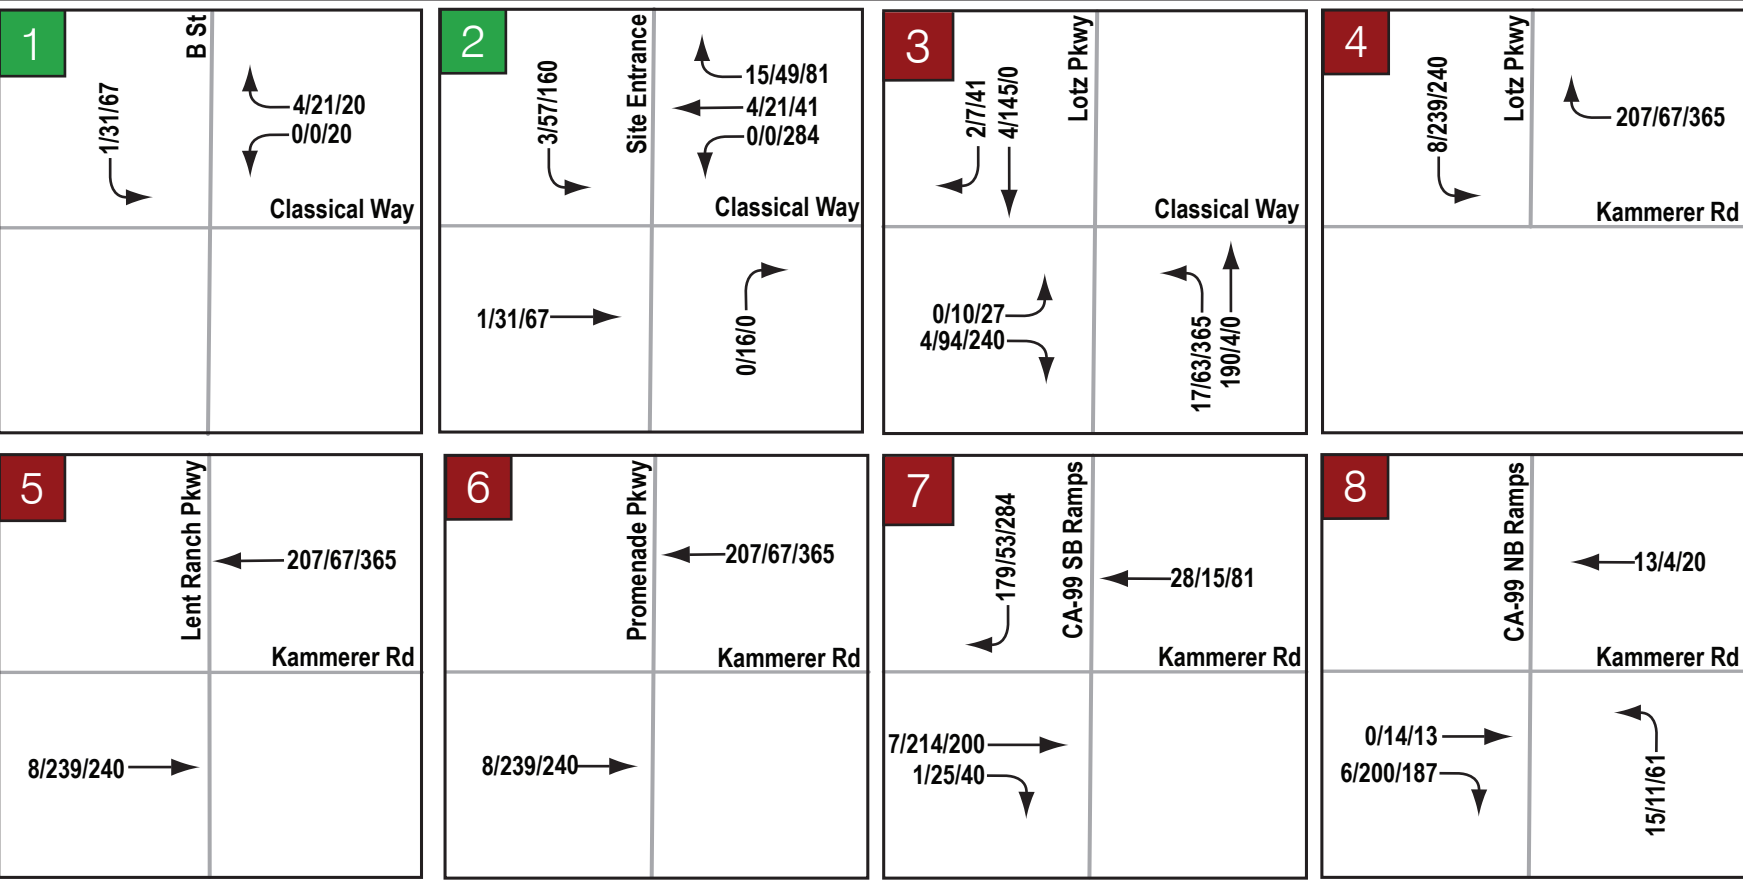 1
B St
1/31/67
4/21/20
0/0/20
Classical Way
2
Site Entrance
3/57/160
15/49/81
4/21/41
0/0/284
Classical Way
1/31/67
0/16/0
3
Lotz Pkwy
2/7/41
4/145/0
Classical Way
0/10/27
4/94/240
17/63/365
190/4/0
4
Lotz Pkwy
8/239/240
207/67/365
Kammerer Rd
5
Lent Ranch Pkwy
207/67/365
Kammerer Rd
8/239/240
6
Promenade Pkwy
207/67/365
Kammerer Rd
8/239/240
7
CA-99 SB Ramps
179/53/284
28/15/81
Kammerer Rd
7/214/200
1/25/40
8
CA-99 NB Ramps
13/4/20
Kammerer Rd
0/14/13
6/200/187
15/11/61